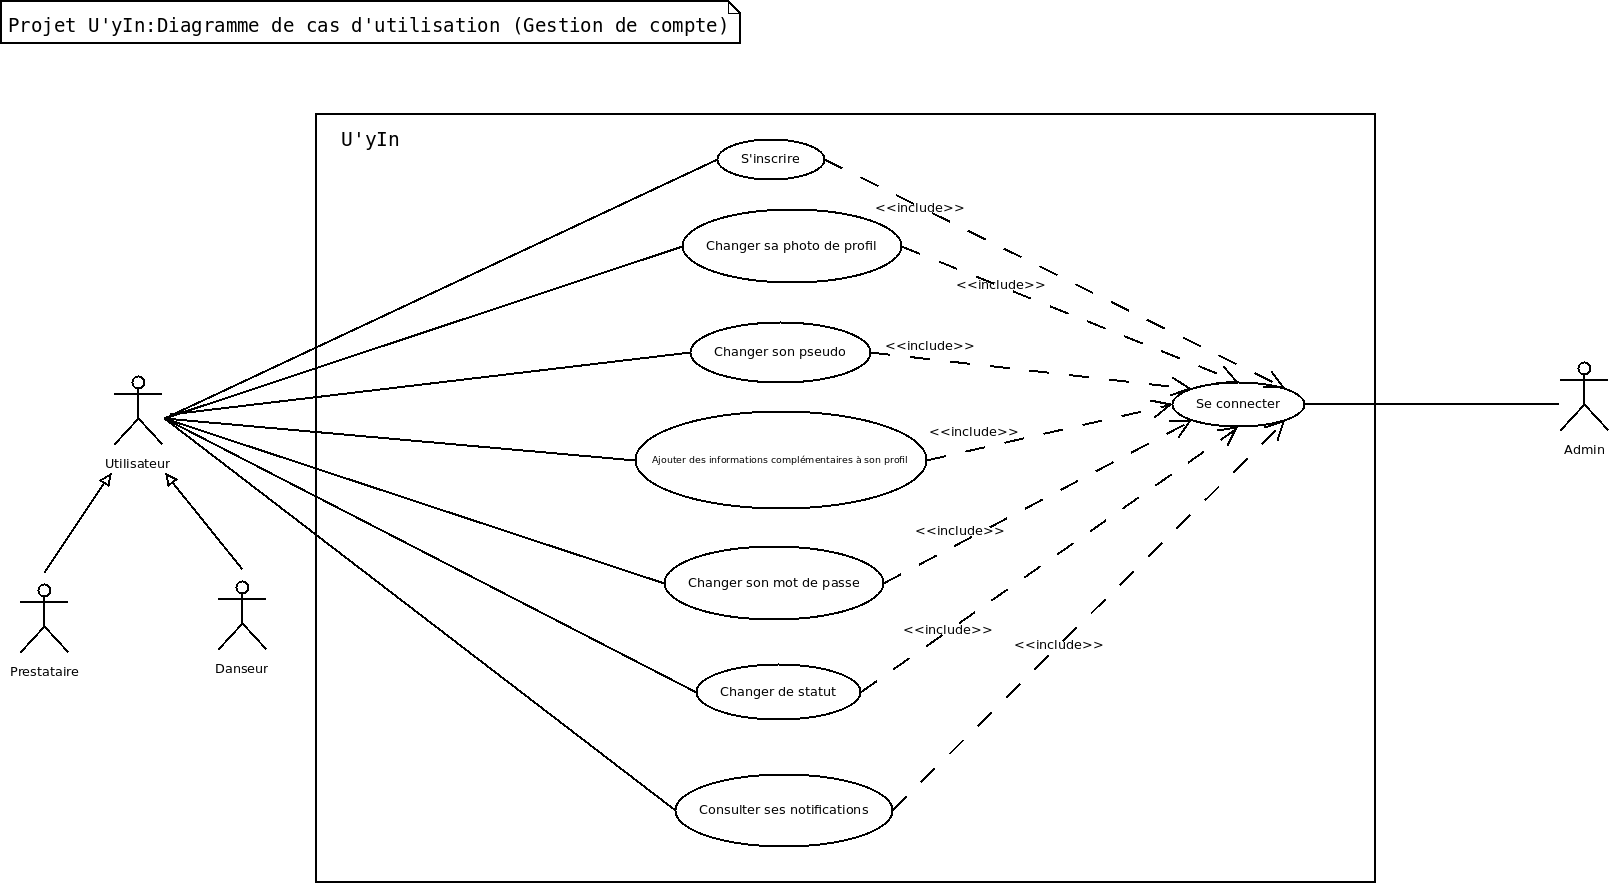 Projet U'yIn:Diagramme de cas d'utilisation (Gestion de compte)
U'yIn
S'inscrire
<<include>>
Changer sa photo de profil
<<include>>
Changer son pseudo
<<include>>
Se connecter
Utilisateur
Admin
<<include>>
Ajouter des informations complémentaires à son profil
<<include>>
Changer son mot de passe
<<include>>
<<include>>
Prestataire
Danseur
Changer de statut
Consulter ses notifications